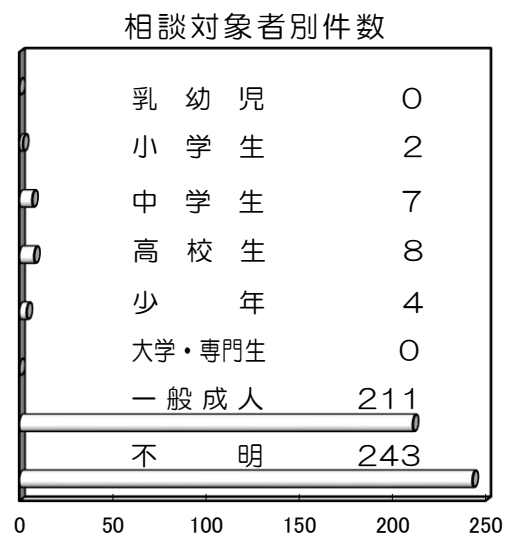 相談対象者別件数
乳幼児 0
小学生 2
中学生 7
高校生 8
少年 4
大学・専門生 0
一般成人 211
不明 243
0 50 100 150 200 250